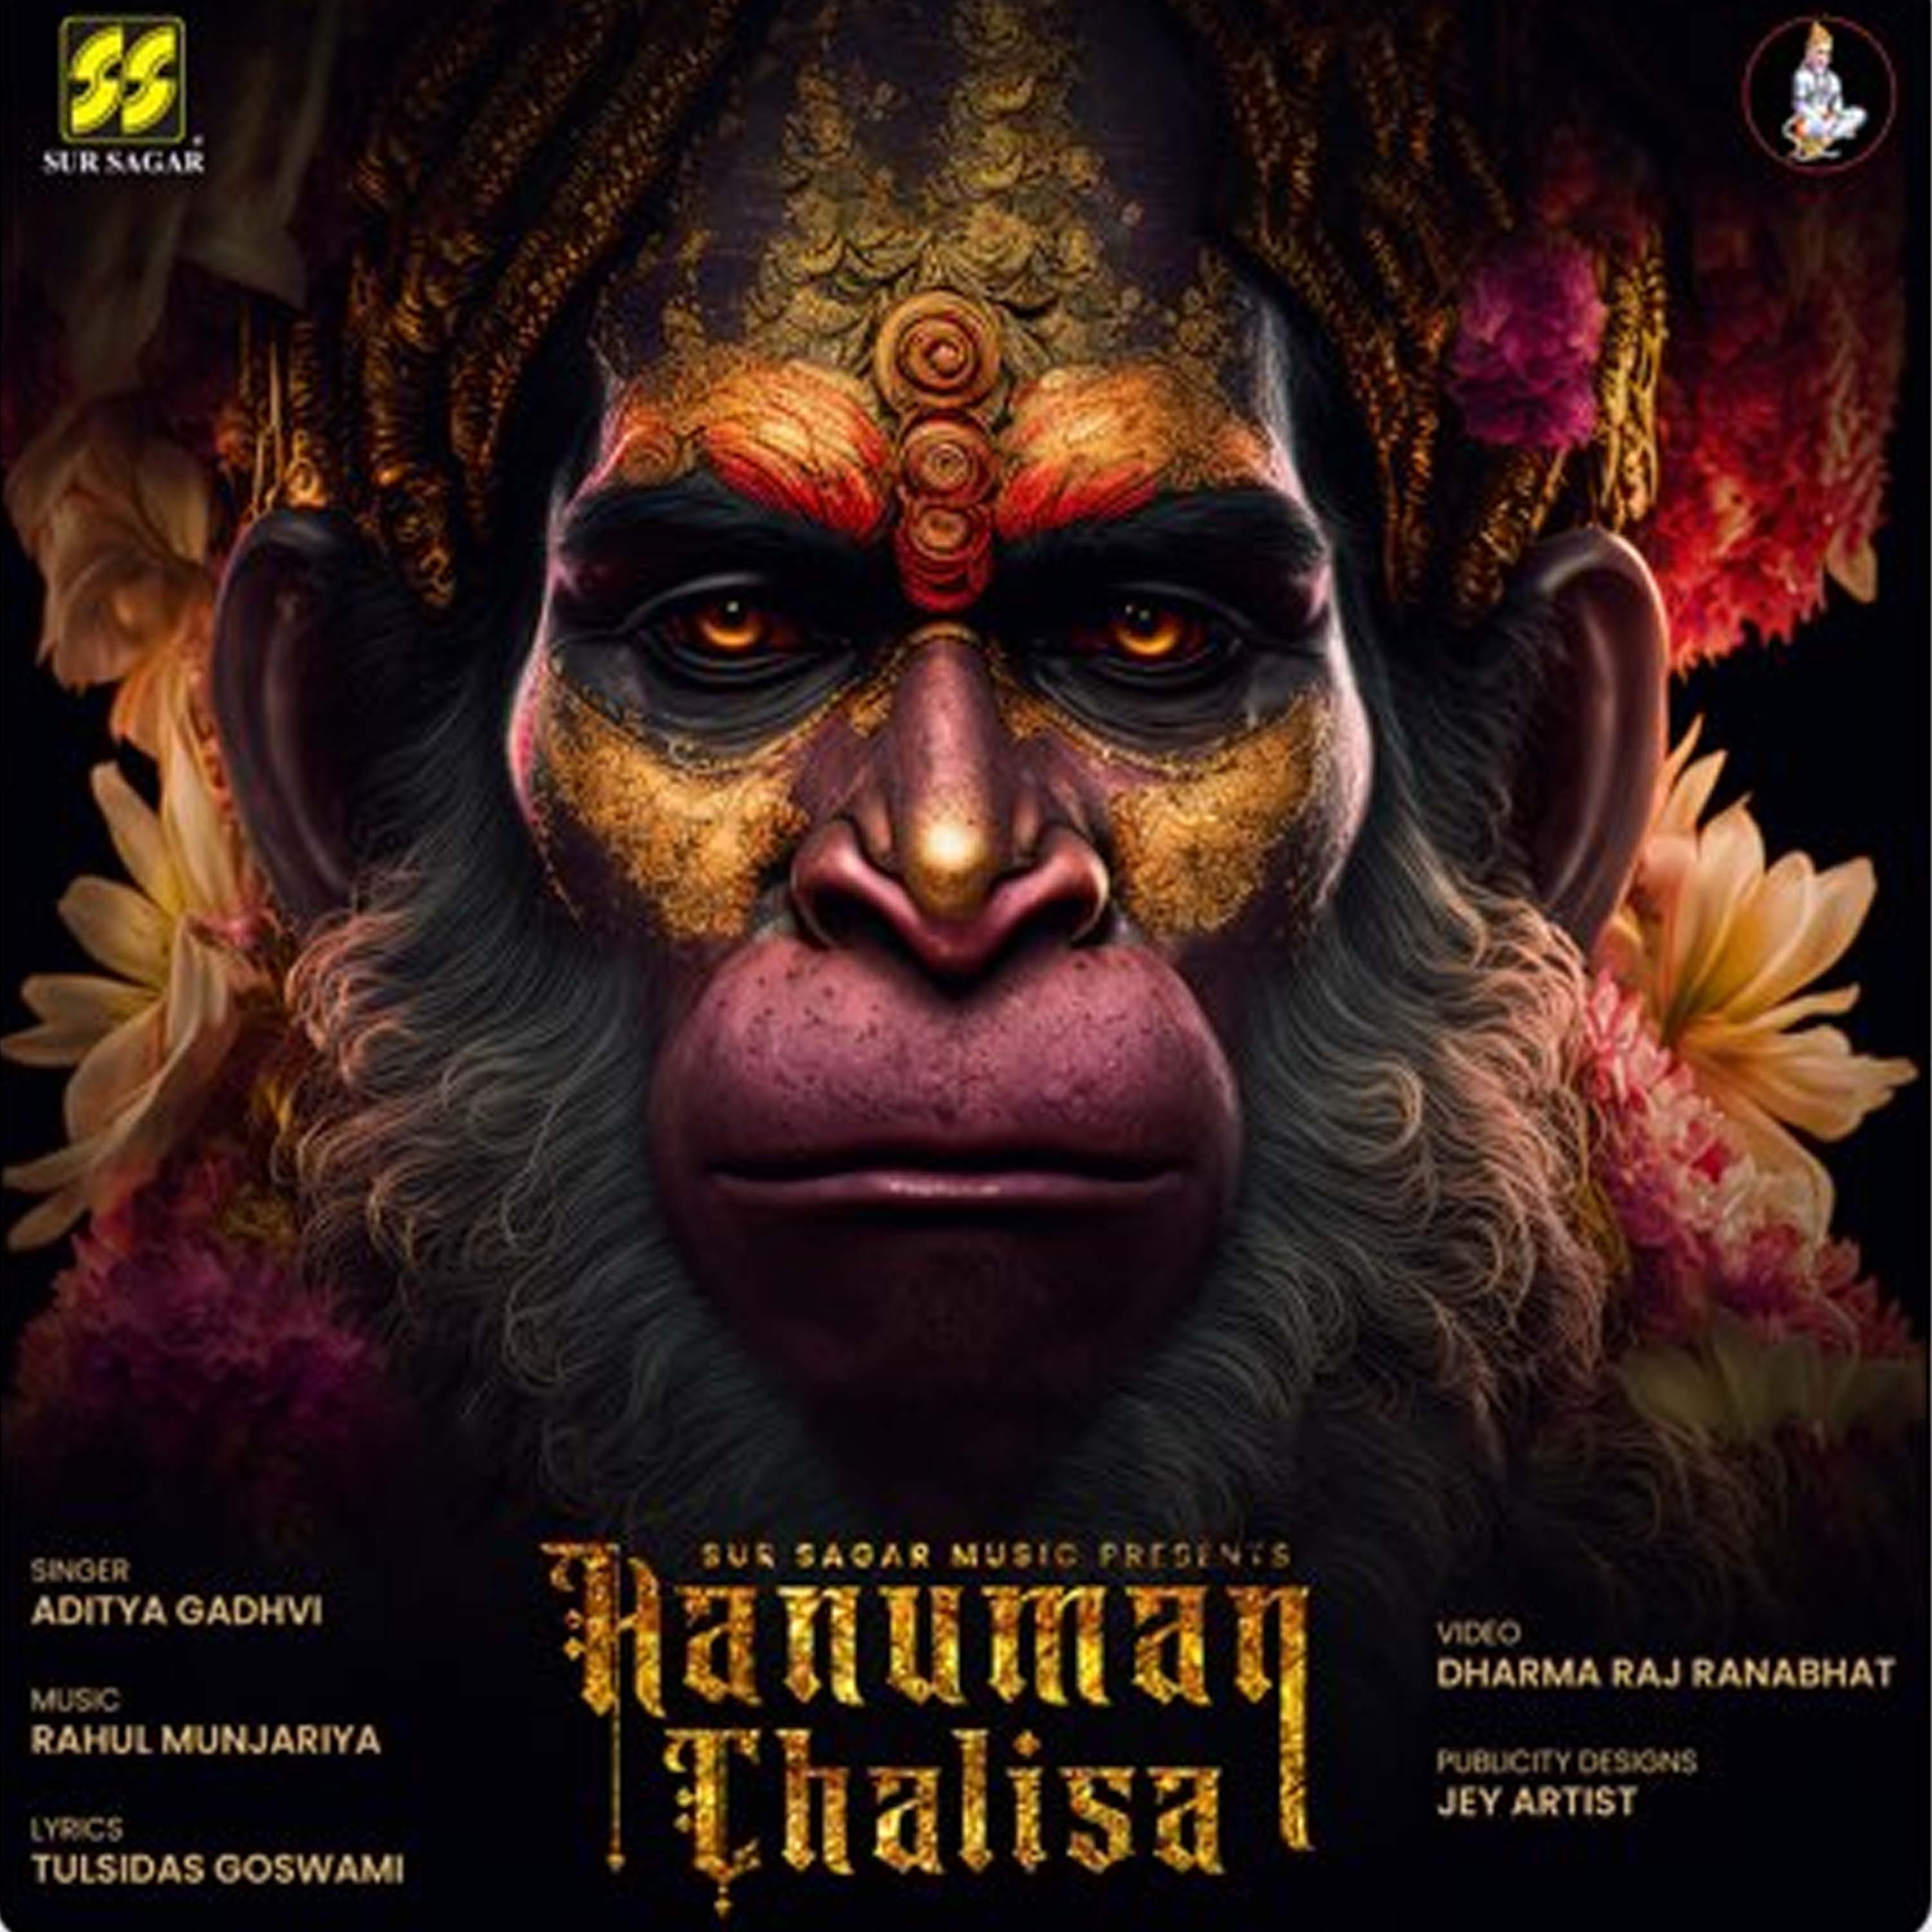 SS
SUR SAGAR
SUR SAGAR MUSIC PRESENTS
Hanuman
Chalisa
SINGER
ADITYA GADHVI
MUSIC
RAHUL MUNJARIYA
LYRICS
TULSIDAS GOSWAMI
VIDEO
DHARMA RAJ RANABHAT
PUBLICITY DESIGNS
JEY ARTIST